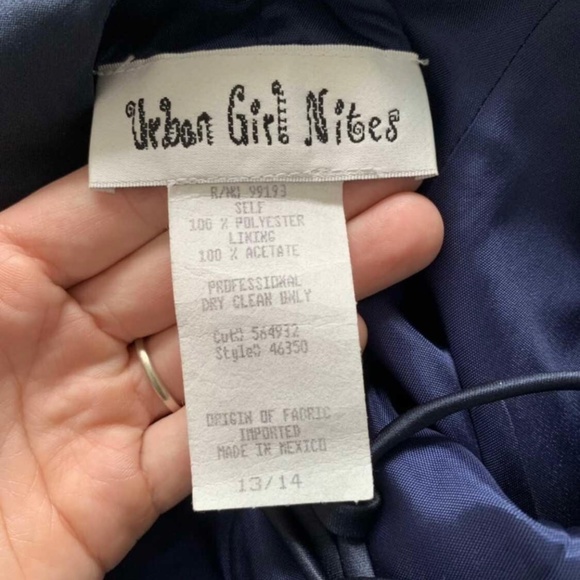 Urban Girl Nites
R/N# 99193
SELF
100 % POLYESTER
LINING
100 % ACETATE
PROFESSIONAL
DRY CLEAN ONLY
Cut# 564932
Style# 46350
ORIGIN OF FABRIC
IMPORTED
MADE IN MEXICO
13/14